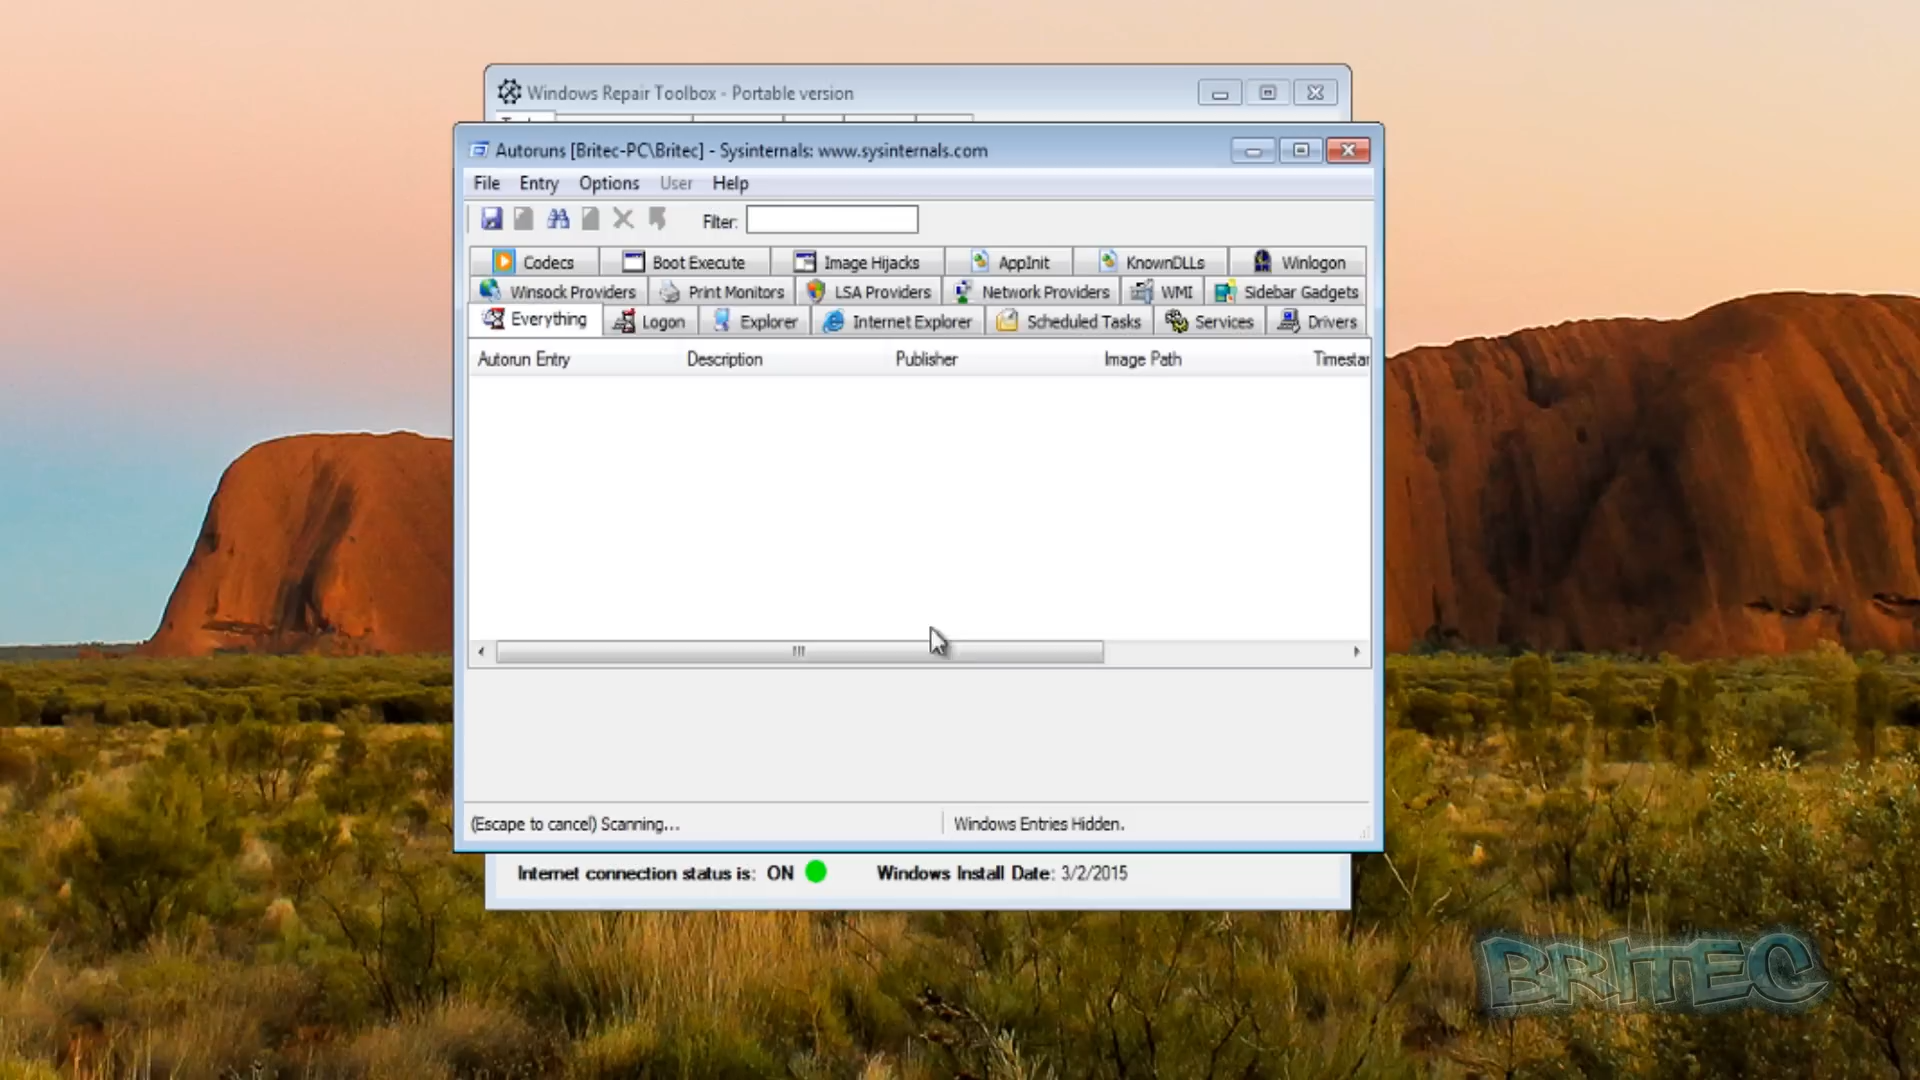 Windows Repair Toolbox - Portable version
Autoruns [Britec-PC\Britec] - Sysinternals: www.sysinternals.com
File Entry Options User Help
Filter:
Codecs Boot Execute Image Hijacks AppInit KnownDLLs Winlogon
Winsock Providers Print Monitors LSA Providers Network Providers WMI Sidebar Gadgets
Everything Logon Explorer Internet Explorer Scheduled Tasks Services Drivers
Autorun Entry Description Publisher Image Path Timestar
(Escape to cancel) Scanning... Windows Entries Hidden.
Internet connection status is: ON Windows Install Date: 3/2/2015
BRITEC